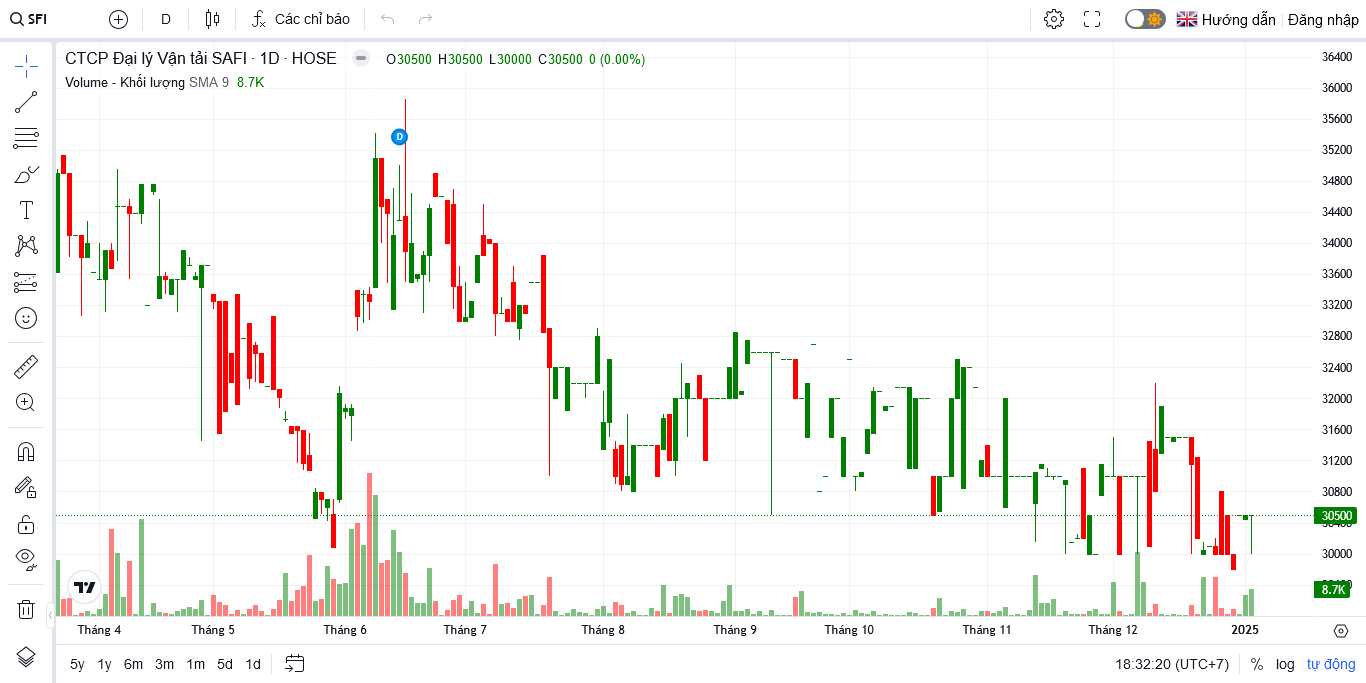 SFI D Các chỉ báo Hướng dẫn Đăng nhập
CTCP Đại lý Vận tải SAFI · 1D · HOSE O30500 H30500 L30000 C30500 0 (0.00%)
Volume - Khối lượng SMA 9 8.7K
D
36400
36000
35600
35200
34800
34400
34000
33600
33200
32800
32400
32000
31600
31200
30800
30500
30000
8.7K
Tháng 4 Tháng 5 Tháng 6 Tháng 7 Tháng 8 Tháng 9 Tháng 10 Tháng 11 Tháng 12 2025
5y 1y 6m 3m 1m 5d 1d 18:32:20 (UTC+7) % log tự động